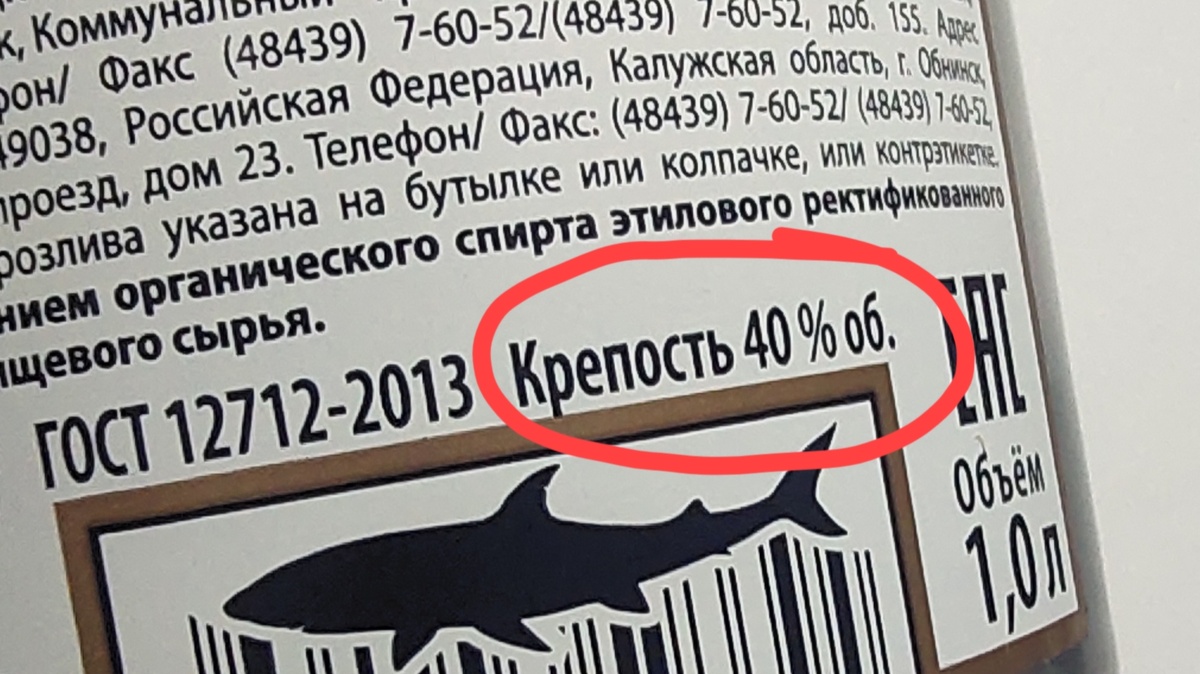 к, Коммунальный
фон/ Факс (48439) 7-60-52/(48439) 7-60-52, доб. 155. Адрес
49038, Российская Федерация, Калужская область, г. Обнинск,
проезд, дом 23. Телефон/ Факс: (48439) 7-60-52/ (48439) 7-60-52,
розлива указана на бутылке или колпачке, или контрэтикетке.
нием органического спирта этилового ректификованного
ищевого сырья.
ГОСТ 12712-2013 Крепость 40 % об.
ЕАС
Объём
1,0 л